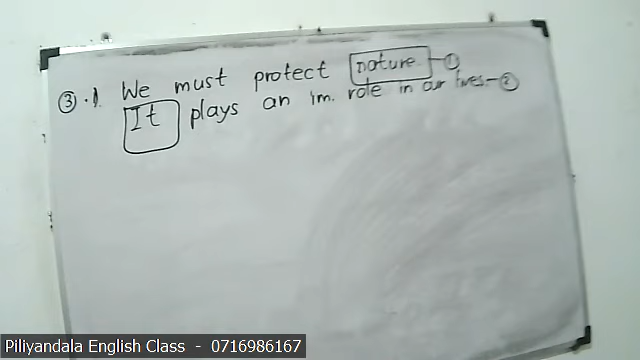 ③.1. We must protect nature. ①
It plays an im. role in our lives. - ②
Piliyandala English Class - 0716986167